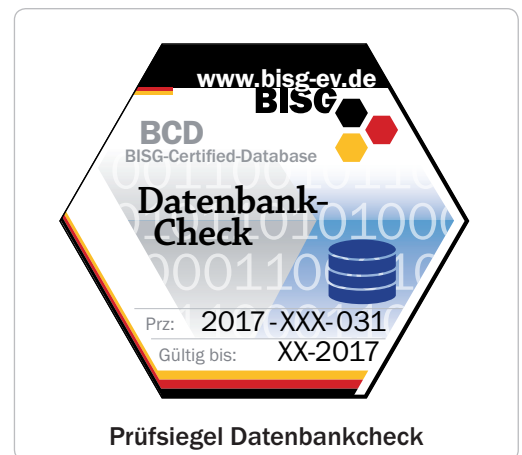 www.bisg-ev.de
BISG
BCD
BISG-Certified-Database
Datenbank-
Check
Prz: 2017-XXX-031
Gültig bis: XX-2017
Prüfsiegel Datenbankcheck